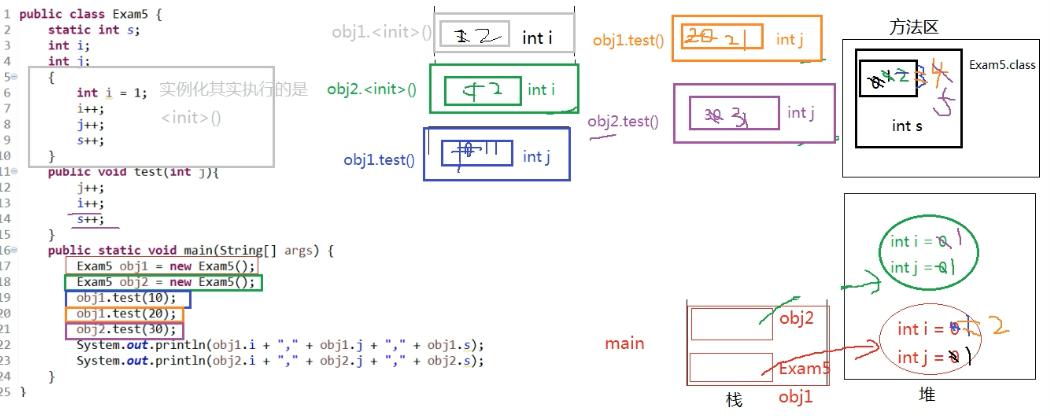 1 public class Exam5 {
2 static int s;
3 int i;
4 int j;
5 {
6 int i = 1;
7 i++;
8 j++;
9 s++;
10 }
11 public void test(int j){
12 j++;
13 i++;
14 s++;
15 }
16 public static void main(String[] args) {
17 Exam5 obj1 = new Exam5();
18 Exam5 obj2 = new Exam5();
19 obj1.test(10);
20 obj1.test(20);
21 obj2.test(30);
22 System.out.println(obj1.i + "," + obj1.j + "," + obj1.s);
23 System.out.println(obj2.i + "," + obj2.j + "," + obj2.s);
24 }
25 }
实例化其实执行的是
<init>()
obj1.<init>()
1 2
int i
obj2.<init>()
1 2
int i
obj1.test()
10 11
int j
obj1.test()
20 21
int j
obj2.test()
30 31
int j
方法区
Exam5.class
0 1 2 3 4
5
int s
int i = 0 1
int j = 0 1
int i = 0 1 2
int j = 0 1
main
obj2
Exam5
obj1
栈
堆